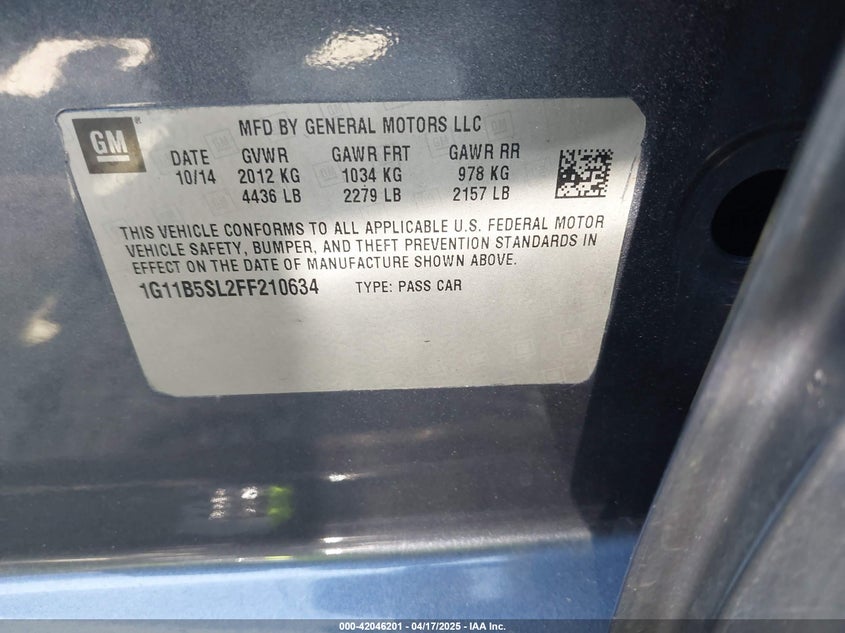 GM
MFD BY GENERAL MOTORS LLC
DATE GVWR GAWR FRT GAWR RR
10/14 2012 KG 1034 KG 978 KG
4436 LB 2279 LB 2157 LB
THIS VEHICLE CONFORMS TO ALL APPLICABLE U.S. FEDERAL MOTOR
VEHICLE SAFETY, BUMPER, AND THEFT PREVENTION STANDARDS IN
EFFECT ON THE DATE OF MANUFACTURE SHOWN ABOVE.
1G11B5SL2FF210634 TYPE: PASS CAR
000-42046201 - 04/17/2025 - IAA Inc.